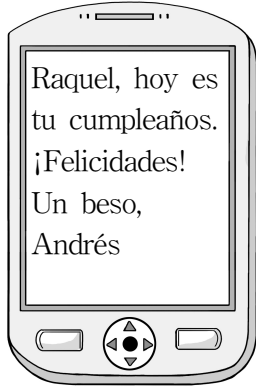 Raquel, hoy es
tu cumpleaños.
¡Felicidades!
Un beso,
Andrés